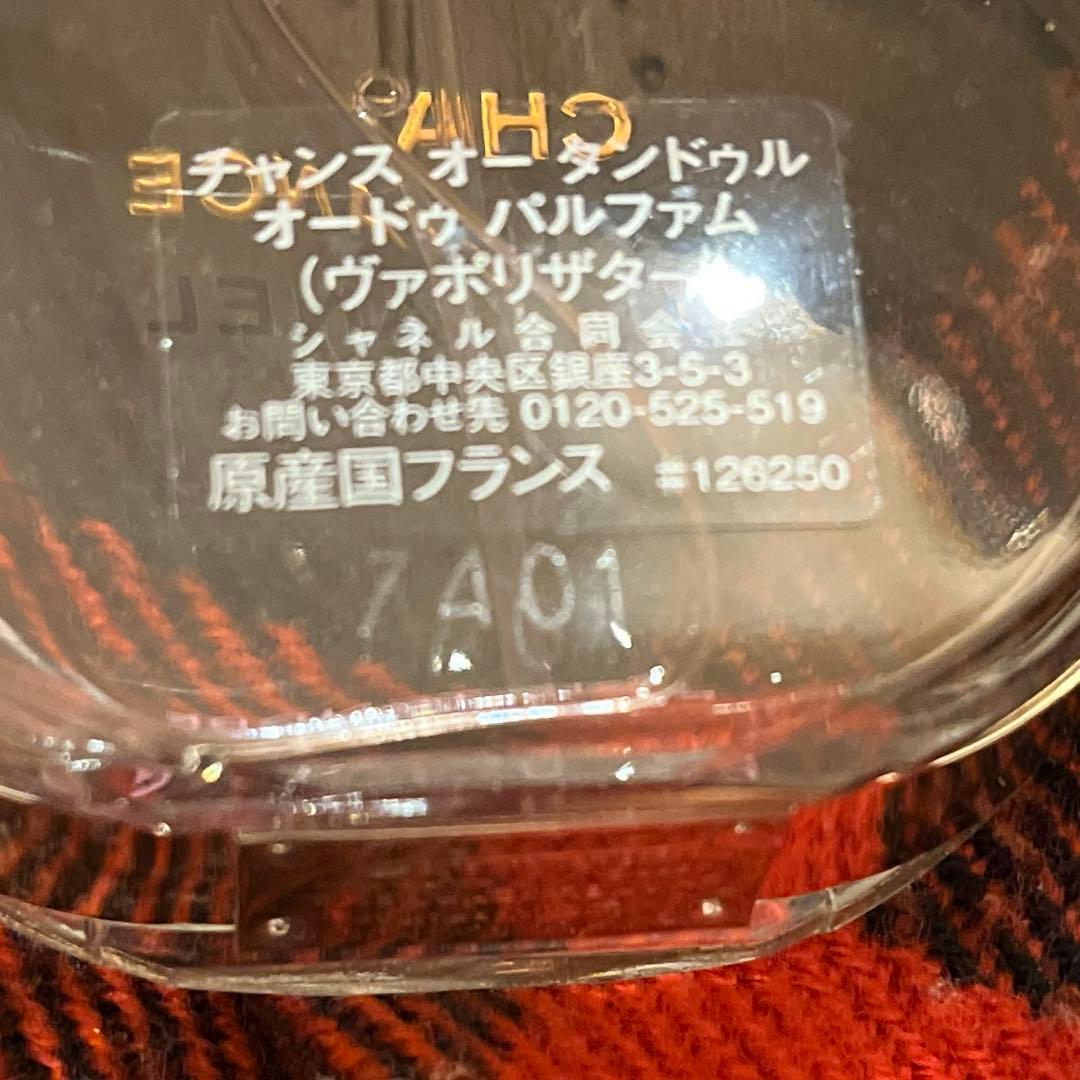 CHA
NCE
EL
チャンス オー タンドゥル
オードゥ パルファム
(ヴァポリザター
シャネル合同会社
東京都中央区銀座3-5-3
お問い合わせ先 0120-525-519
原産国フランス #126250
7A01